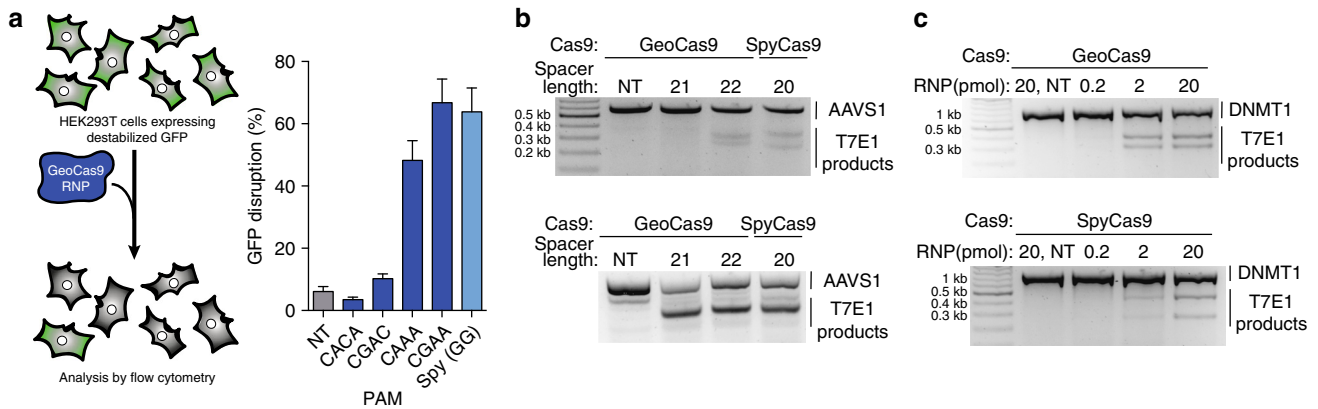 a
HEK293T cells expressing
destabilized GFP
GeoCas9
RNP
Analysis by flow cytometry
GFP disruption (%)
80
60
40
20
0
NT
CACA
CGAC
CAAA
CGAA
Spy (GG)
PAM
b
Cas9: GeoCas9 SpyCas9
Spacer
length: NT 21 22 20
0.5 kb
0.4 kb
0.3 kb
0.2 kb
AAVS1
T7E1
products
Cas9: GeoCas9 SpyCas9
Spacer
length: NT 21 22 20
AAVS1
T7E1
products
c
Cas9: GeoCas9
RNP(pmol): 20, NT 0.2 2 20
1 kb
0.5 kb
0.3 kb
DNMT1
T7E1
products
Cas9: SpyCas9
RNP(pmol): 20, NT 0.2 2 20
1 kb
0.5 kb
0.4 kb
0.3 kb
DNMT1
T7E1
products